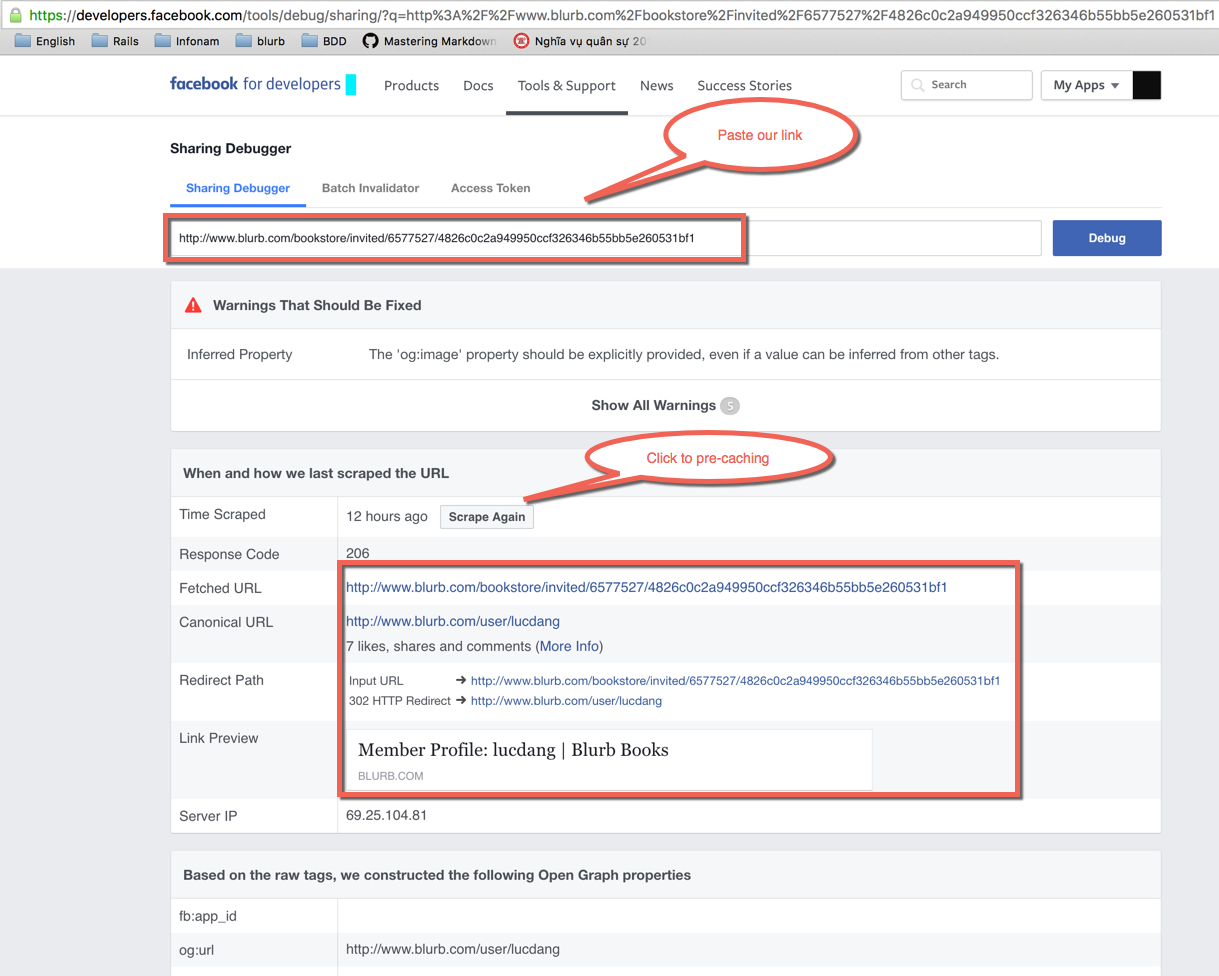 https://developers.facebook.com/tools/debug/sharing/?q=http%3A%2F%2Fwww.blurb.com%2Fbookstore%2Finvited%2F6577527%2F4826c0c2a949950ccf326346b55bb5e260531bf1
English Rails Infonam blurb BDD Mastering Markdown Nghĩa vụ quân sự 20
facebook for developers Products Docs Tools & Support News Success Stories Search My Apps
Paste our link
Sharing Debugger
Sharing Debugger Batch Invalidator Access Token
http://www.blurb.com/bookstore/invited/6577527/4826c0c2a949950ccf326346b55bb5e260531bf1 Debug
Warnings That Should Be Fixed
Inferred Property The 'og:image' property should be explicitly provided, even if a value can be inferred from other tags.
Show All Warnings 5
Click to pre-caching
When and how we last scraped the URL
Time Scraped 12 hours ago Scrape Again
Response Code 206
Fetched URL http://www.blurb.com/bookstore/invited/6577527/4826c0c2a949950ccf326346b55bb5e260531bf1
Canonical URL http://www.blurb.com/user/lucdang
7 likes, shares and comments (More Info)
Redirect Path Input URL ➔ http://www.blurb.com/bookstore/invited/6577527/4826c0c2a949950ccf326346b55bb5e260531bf1
302 HTTP Redirect ➔ http://www.blurb.com/user/lucdang
Link Preview Member Profile: lucdang | Blurb Books
BLURB.COM
Server IP 69.25.104.81
Based on the raw tags, we constructed the following Open Graph properties
fb:app_id
og:url http://www.blurb.com/user/lucdang